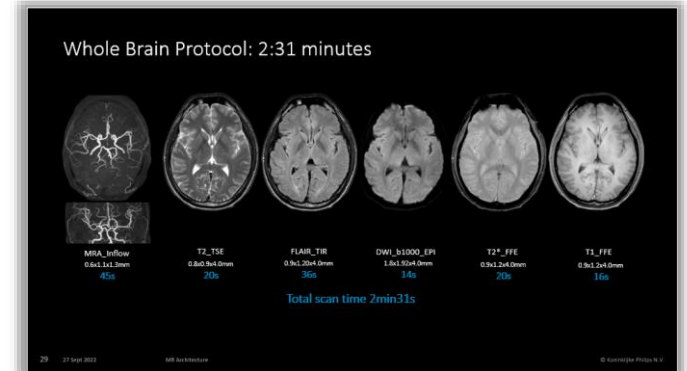 Whole Brain Protocol: 2:31 minutes
MRA_Inflow
0.6x1.1x1.3mm
45s
T2_TSE
0.8x0.9x4.0mm
20s
FLAIR_TIR
0.9x1.20x4.0mm
36s
DWI_b1000_EPI
1.8x1.92x4.0mm
14s
T2*_FFE
0.9x1.2x4.0mm
20s
T1_FFE
0.9x1.2x4.0mm
16s
Total scan time 2min31s
29 27 Sept 2022 MR Architecture © Koninklijke Philips N.V.